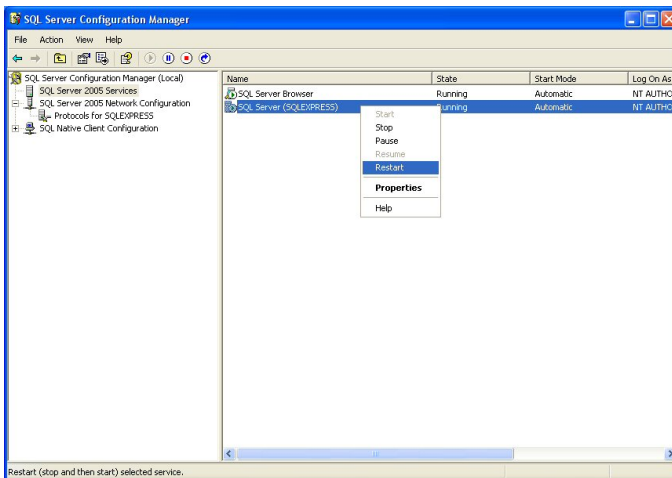 SQL Server Configuration Manager
File Action View Help
SQL Server Configuration Manager (Local)
SQL Server 2005 Services
SQL Server 2005 Network Configuration
Protocols for SQLEXPRESS
SQL Native Client Configuration
Name State Start Mode Log On As
SQL Server Browser Running Automatic NT AUTHO
SQL Server (SQLEXPRESS) Running Automatic NT AUTHO
Start
Stop
Pause
Resume
Restart
Properties
Help
Restart (stop and then start) selected service.